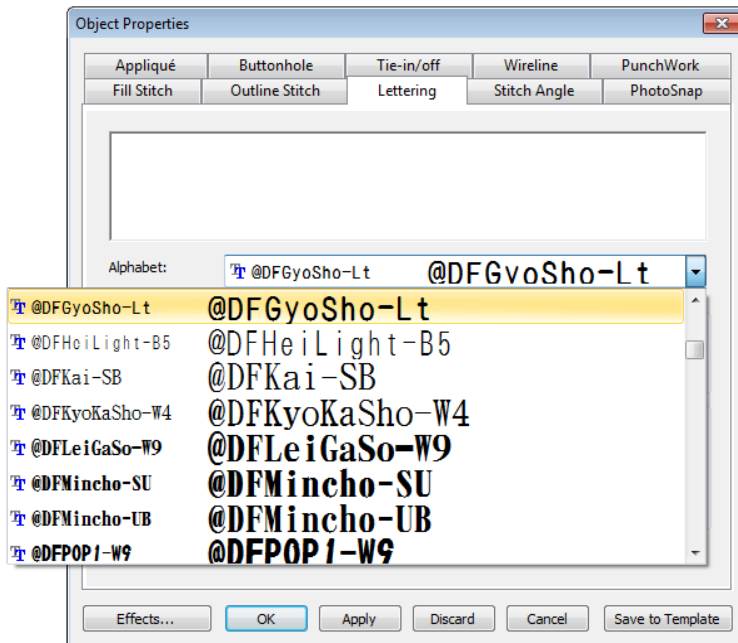 Object Properties
Appliqué Buttonhole Tie-in/off Wireline PunchWork
Fill Stitch Outline Stitch Lettering Stitch Angle PhotoSnap
Alphabet: @DFGyoSho-Lt @DFGyoSho-Lt
@DFGyoSho-Lt @DFGyoSho-Lt
@DFHeiLight-B5 @DFHeiLight-B5
@DFKai-SB @DFKai-SB
@DFKyoKaSho-W4 @DFKyoKaSho-W4
@DFLeiGaSo-W9 @DFLeiGaSo-W9
@DFMincho-SU @DFMincho-SU
@DFMincho-UB @DFMincho-UB
@DFPOP1-W9 @DFPOP1-W9
Effects... OK Apply Discard Cancel Save to Template